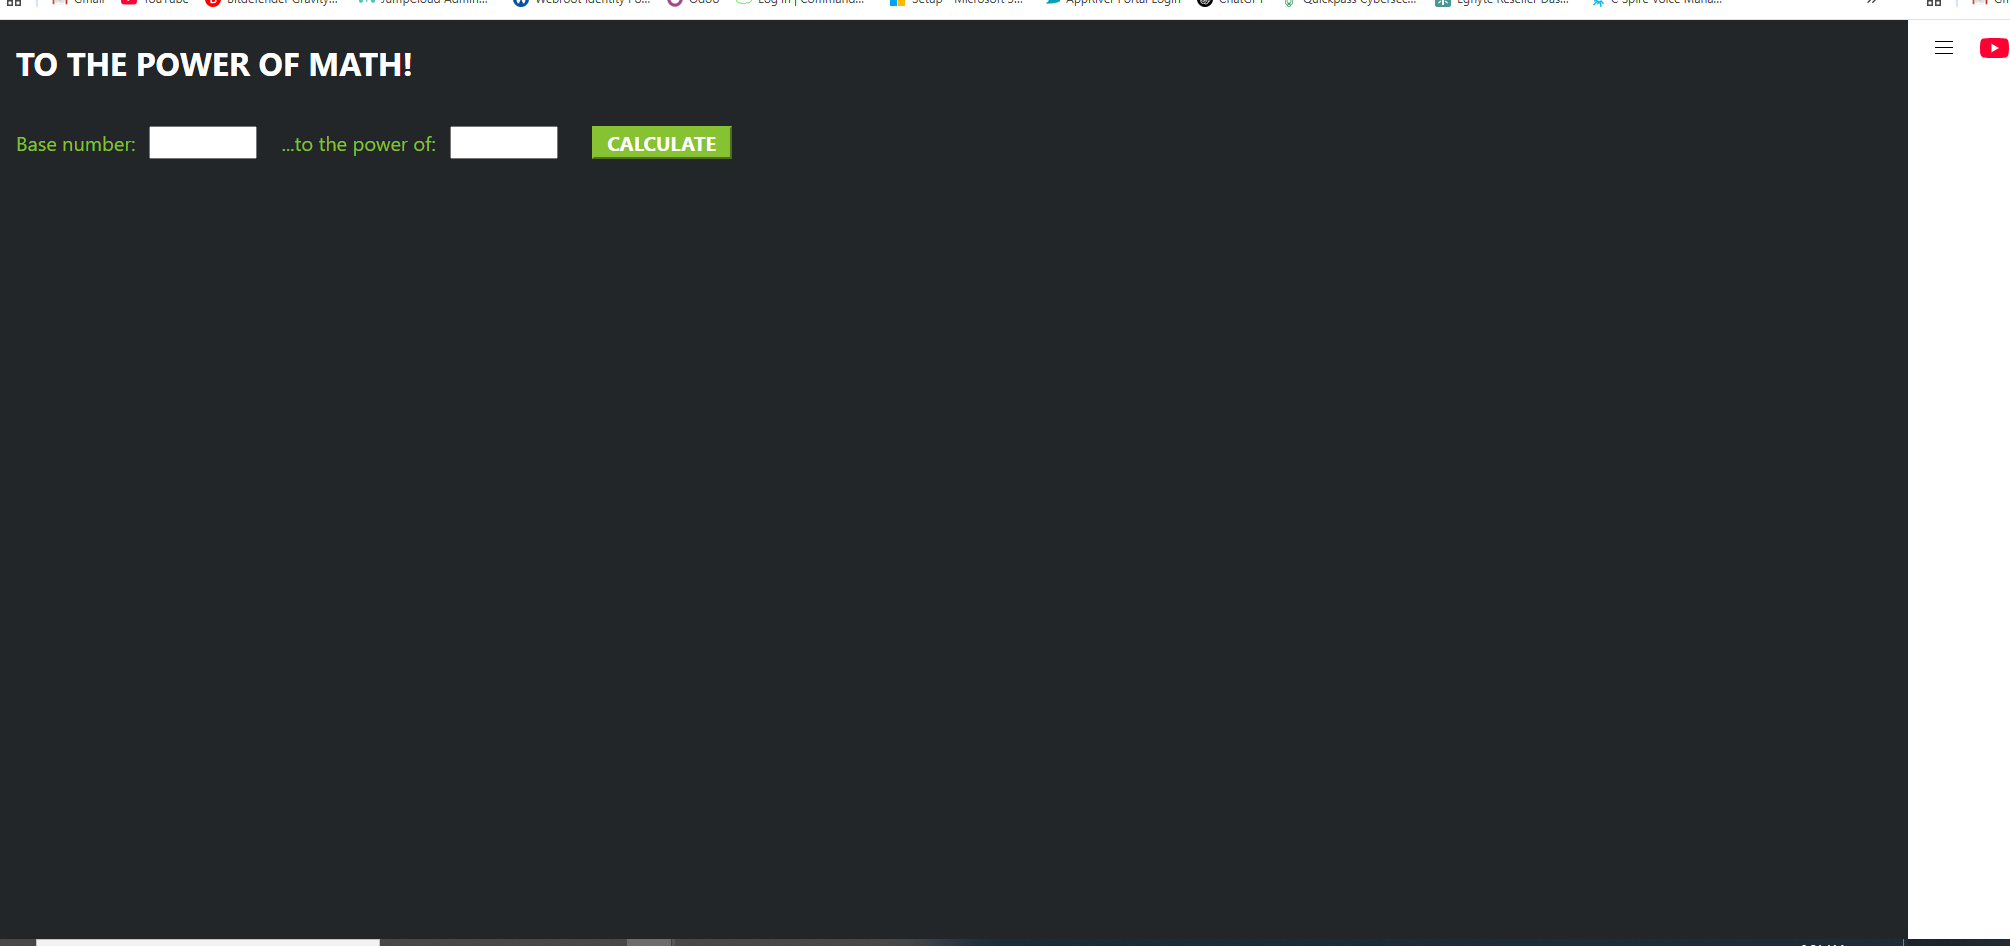 Gmail YouTube Bitdefender Gravity... JumpCloud Admin... Webroot Identity Po... Odoo Log In | Command... Setup - Microsoft S... AppRiver Portal Login ChatGPT Quickpass Cybersec... Egnyte Reseller Das... C Spire Voice Mana... »
TO THE POWER OF MATH!
Base number: ...to the power of: CALCULATE